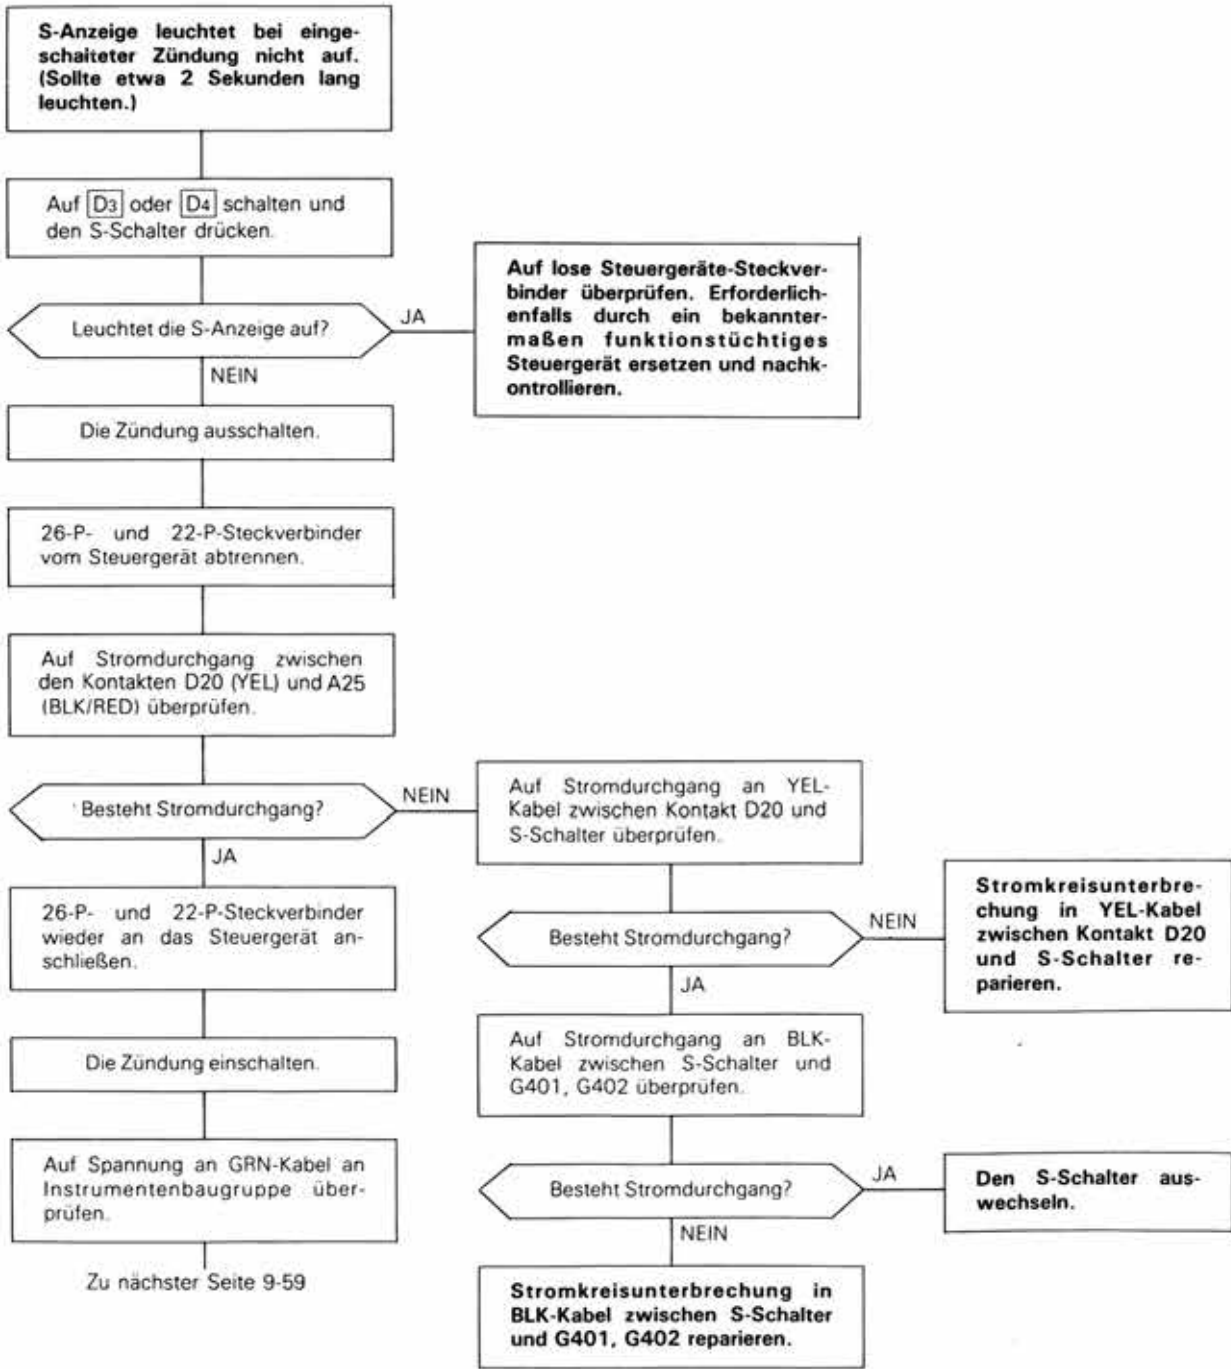 S-Anzeige leuchtet bei einge-
schaiteter Zündung nicht auf.
(Sollte etwa 2 Sekunden lang
leuchten.)
Auf D3 oder D4 schalten und
den S-Schalter drücken.
Leuchtet die S-Anzeige auf?
JA
Auf lose Steuergeräte-Steckver-
binder überprüfen. Erforderlich-
enfalls durch ein bekannter-
maßen funktionstüchtiges
Steuergerät ersetzen und nachk-
ontrollieren.
NEIN
Die Zündung ausschalten.
26-P- und 22-P-Steckverbinder
vom Steuergerät abtrennen.
Auf Stromdurchgang zwischen
den Kontakten D20 (YEL) und A25
(BLK/RED) überprüfen.
Besteht Stromdurchgang?
NEIN
Auf Stromdurchgang an YEL-
Kabel zwischen Kontakt D20 und
S-Schalter überprüfen.
JA
26-P- und 22-P-Steckverbinder
wieder an das Steuergerät an-
schließen.
Besteht Stromdurchgang?
NEIN
Stromkreisunterbre-
chung in YEL-Kabel
zwischen Kontakt D20
und S-Schalter re-
parieren.
JA
Die Zündung einschalten.
Auf Stromdurchgang an BLK-
Kabel zwischen S-Schalter und
G401, G402 überprüfen.
Auf Spannung an GRN-Kabel an
Instrumentenbaugruppe über-
prüfen.
Besteht Stromdurchgang?
JA
Den S-Schalter aus-
wechseln.
NEIN
Zu nächster Seite 9-59
Stromkreisunterbrechung in
BLK-Kabel zwischen S-Schalter
und G401, G402 reparieren.